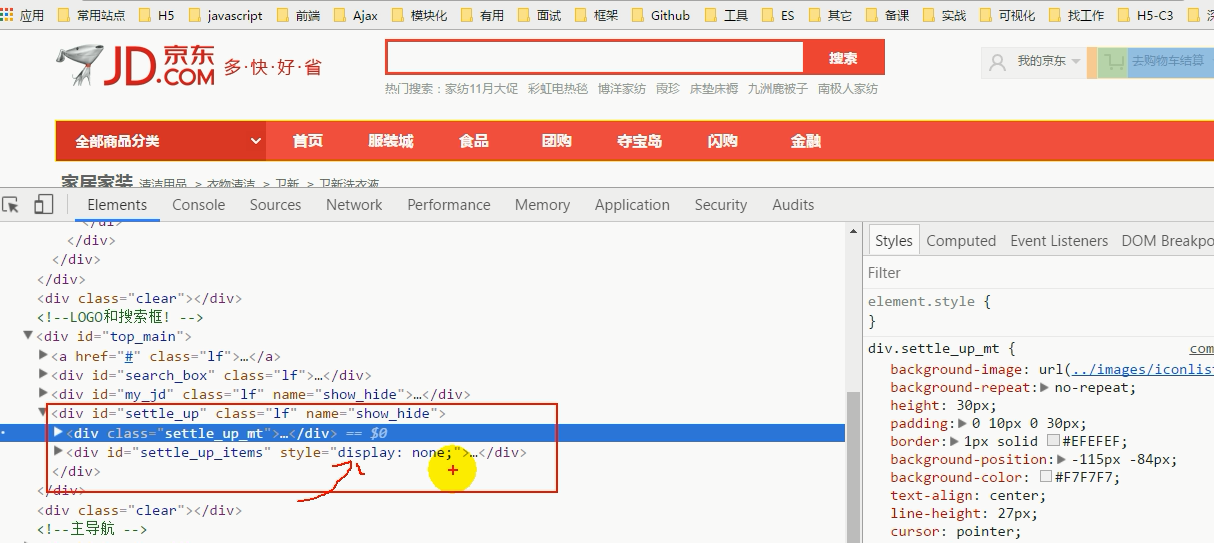 应用 常用站点 H5 javascript 前端 Ajax 模块化 有用 面试 框架 Github 工具 ES 其它 备课 实战 可视化 找工作 H5-C3
JD 京东 .COM 多·快·好·省
搜索
我的京东 去购物车结算
热门搜索：家纺11月大促 彩虹电热毯 博洋家纺 霞珍 床垫床褥 九洲鹿被子 南极人家纺
全部商品分类 首页 服装城 食品 团购 夺宝岛 闪购 金融
家居家装 清洁用品 > 衣物清洁 > 卫新 > 卫新洗衣液
Elements Console Sources Network Performance Memory Application Security Audits
</ul>
</div>
</div>
</div>
<div class="clear"></div>
<!--LOGO和搜索框! -->
<div id="top_main">
<a href="#" class="lf">…</a>
<div id="search_box" class="lf">…</div>
<div id="my_jd" class="lf" name="show_hide">…</div>
<div id="settle_up" class="lf" name="show_hide">
<div class="settle_up_mt">…</div> == $0
<div id="settle_up_items" style="display: none;">…</div>
</div>
</div>
<div class="clear"></div>
<!--主导航 -->
Styles Computed Event Listeners DOM Breakpo
Filter
element.style {
}
div.settle_up_mt { com
background-image: url(../images/iconlist
background-repeat: no-repeat;
height: 30px;
padding: 0 10px 0 30px;
border: 1px solid #EFEFEF;
background-position: -115px -84px;
background-color: #F7F7F7;
text-align: center;
line-height: 27px;
cursor: pointer;